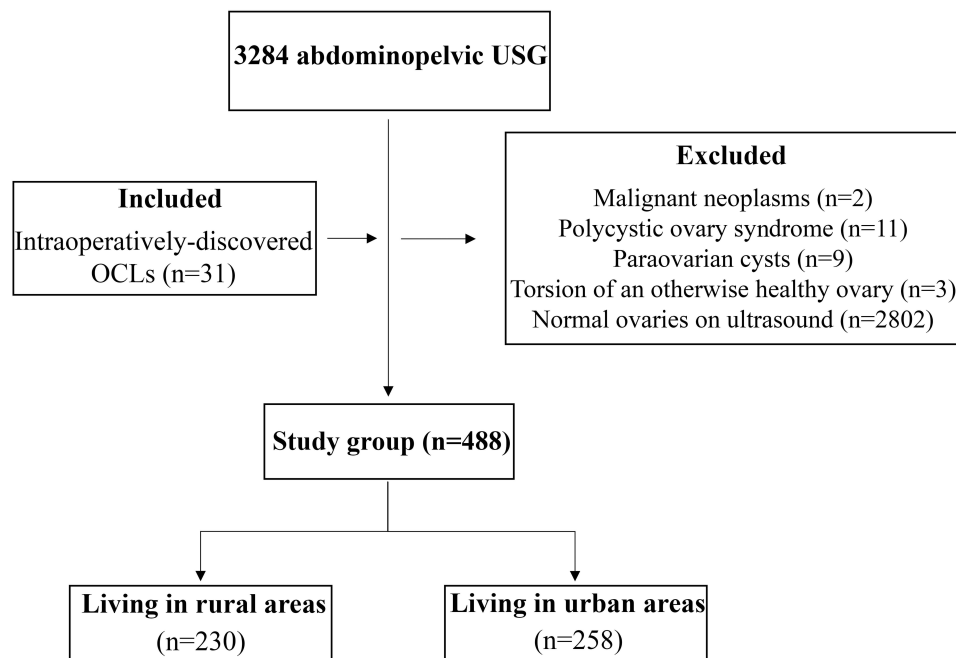 3284 abdominopelvic USG
Included
Intraoperatively-discovered
OCLs (n=31)
Excluded
Malignant neoplasms (n=2)
Polycystic ovary syndrome (n=11)
Paraovarian cysts (n=9)
Torsion of an otherwise healthy ovary (n=3)
Normal ovaries on ultrasound (n=2802)
Study group (n=488)
Living in rural areas
(n=230)
Living in urban areas
(n=258)